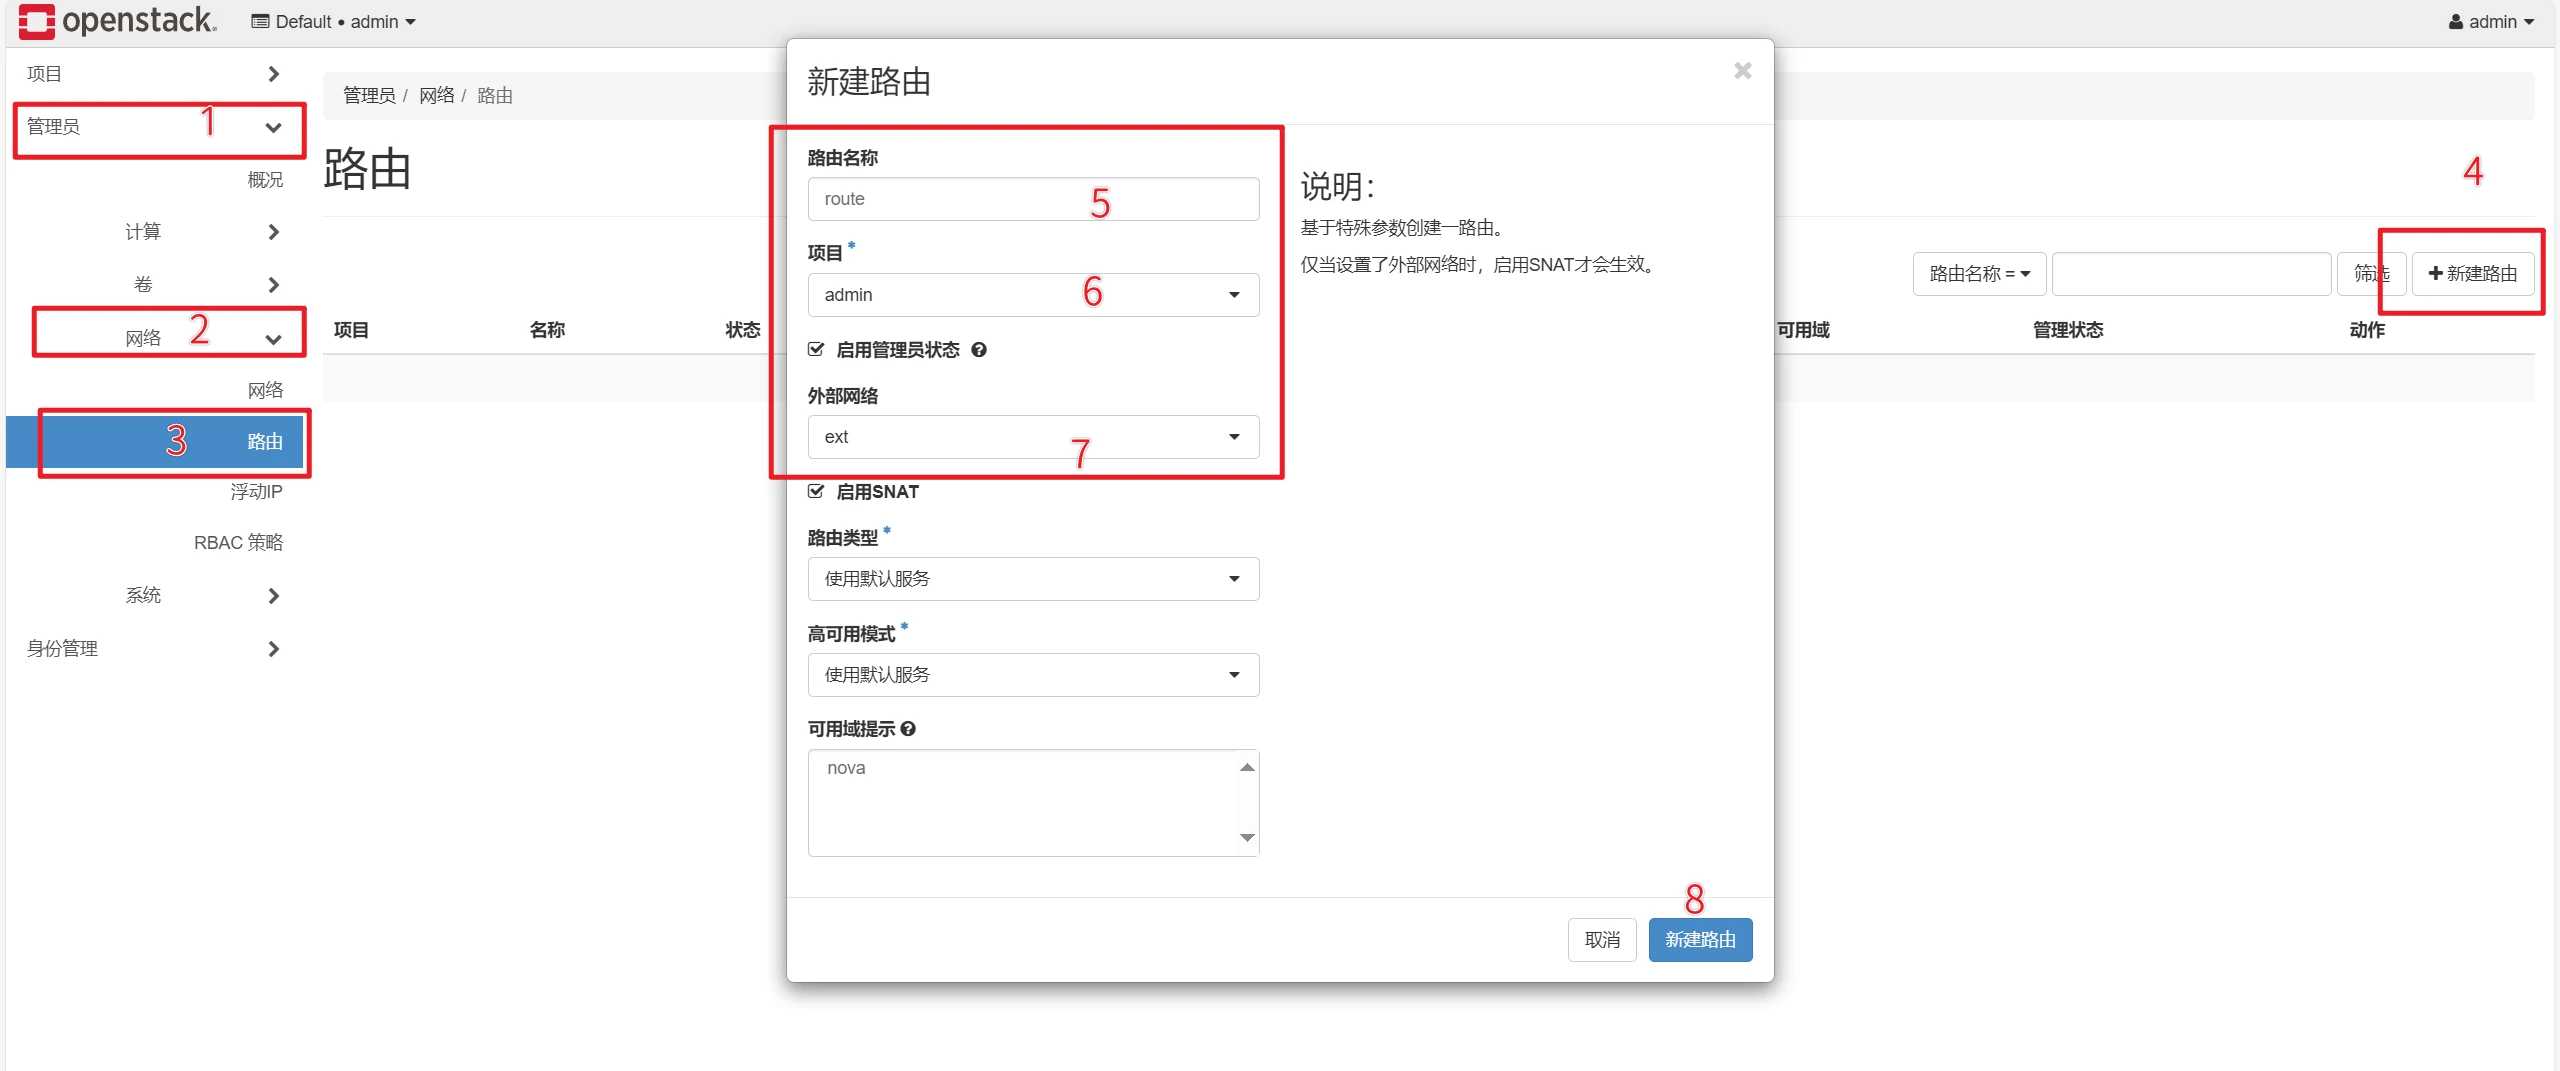 openstack.
Default • admin
admin
项目
管理员
1
概况
计算
卷
网络
2
网络
3
路由
浮动IP
RBAC 策略
系统
身份管理
管理员 / 网络 / 路由
路由
4
路由名称 =
筛选
新建路由
项目 名称 状态 可用域 管理状态 动作
新建路由
×
路由名称
route
5
项目 *
admin
6
启用管理员状态
外部网络
ext
7
启用SNAT
路由类型 *
使用默认服务
高可用模式 *
使用默认服务
可用域提示
nova
说明：
基于特殊参数创建一路由。
仅当设置了外部网络时，启用SNAT才会生效。
8
取消
新建路由